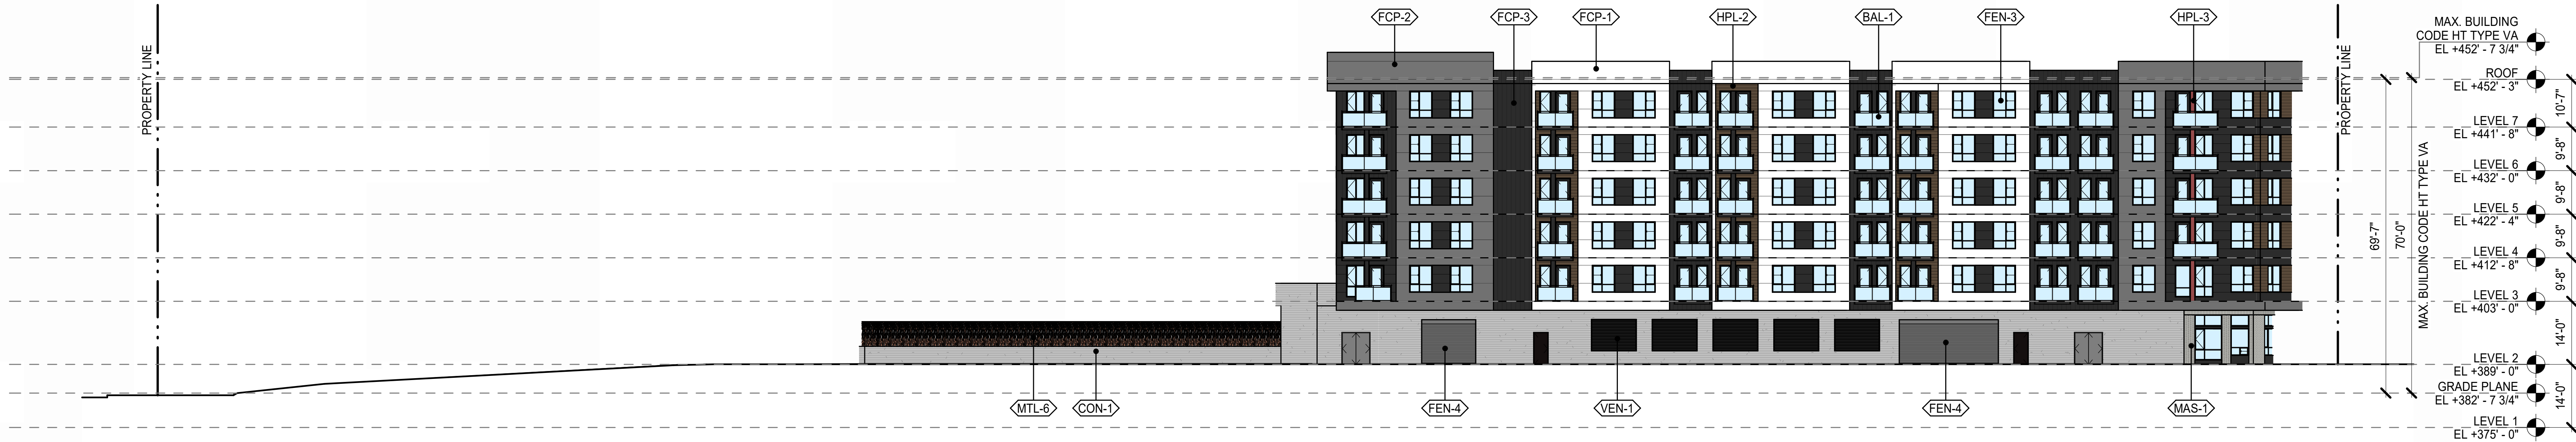 FCP-2
FCP-3
FCP-1
HPL-2
BAL-1
FEN-3
HPL-3
PROPERTY LINE
PROPERTY LINE
MAX. BUILDING
CODE HT TYPE VA
EL +452' - 7 3/4"
ROOF
EL +452' - 3"
10'-7"
LEVEL 7
EL +441' - 8"
9'-8"
LEVEL 6
EL +432' - 0"
9'-8"
LEVEL 5
EL +422' - 4"
9'-8"
LEVEL 4
EL +412' - 8"
9'-8"
LEVEL 3
EL +403' - 0"
14'-0"
LEVEL 2
EL +389' - 0"
GRADE PLANE
EL +382' - 7 3/4"
14'-0"
LEVEL 1
EL +375' - 0"
69'-7"
70'-0"
MAX. BUILDING CODE HT TYPE VA
MTL-6
CON-1
FEN-4
VEN-1
FEN-4
MAS-1